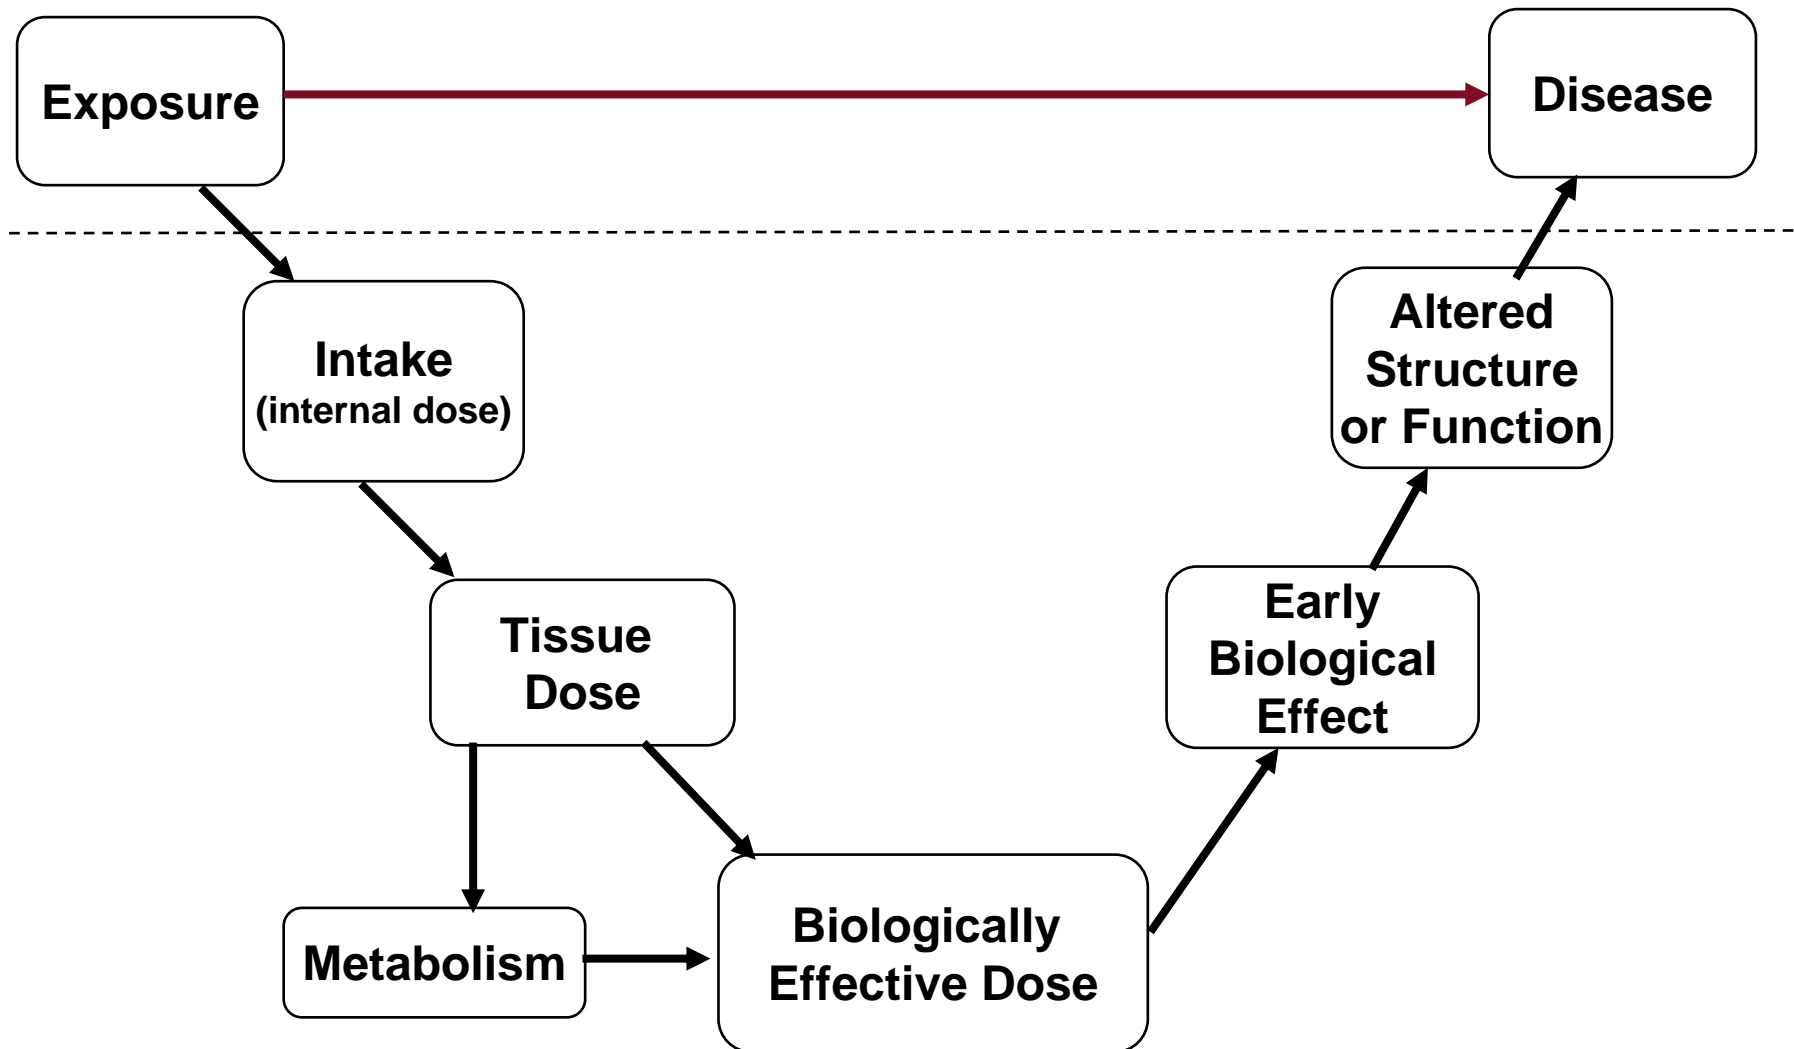 Exposure
Disease
Intake
(internal dose)
Altered
Structure
or Function
Tissue
Dose
Early
Biological
Effect
Metabolism
Biologically
Effective Dose